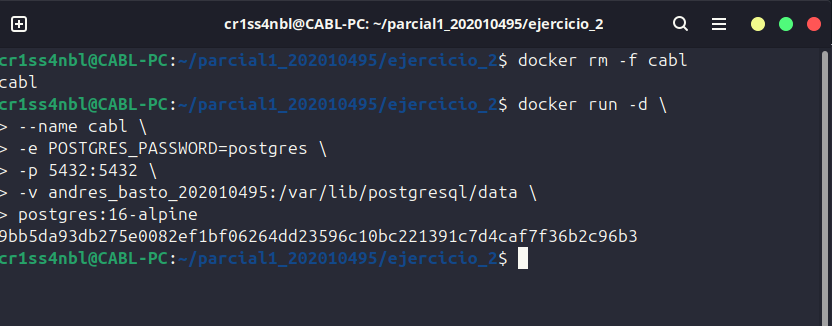 cr1ss4nbl@CABL-PC: ~/parcial1_202010495/ejercicio_2
cr1ss4nbl@CABL-PC:~/parcial1_202010495/ejercicio_2$ docker rm -f cabl
cabl
cr1ss4nbl@CABL-PC:~/parcial1_202010495/ejercicio_2$ docker run -d \
> --name cabl \
> -e POSTGRES_PASSWORD=postgres \
> -p 5432:5432 \
> -v andres_basto_202010495:/var/lib/postgresql/data \
> postgres:16-alpine
9bb5da93db275e0082ef1bf06264dd23596c10bc221391c7d4caf7f36b2c96b3
cr1ss4nbl@CABL-PC:~/parcial1_202010495/ejercicio_2$